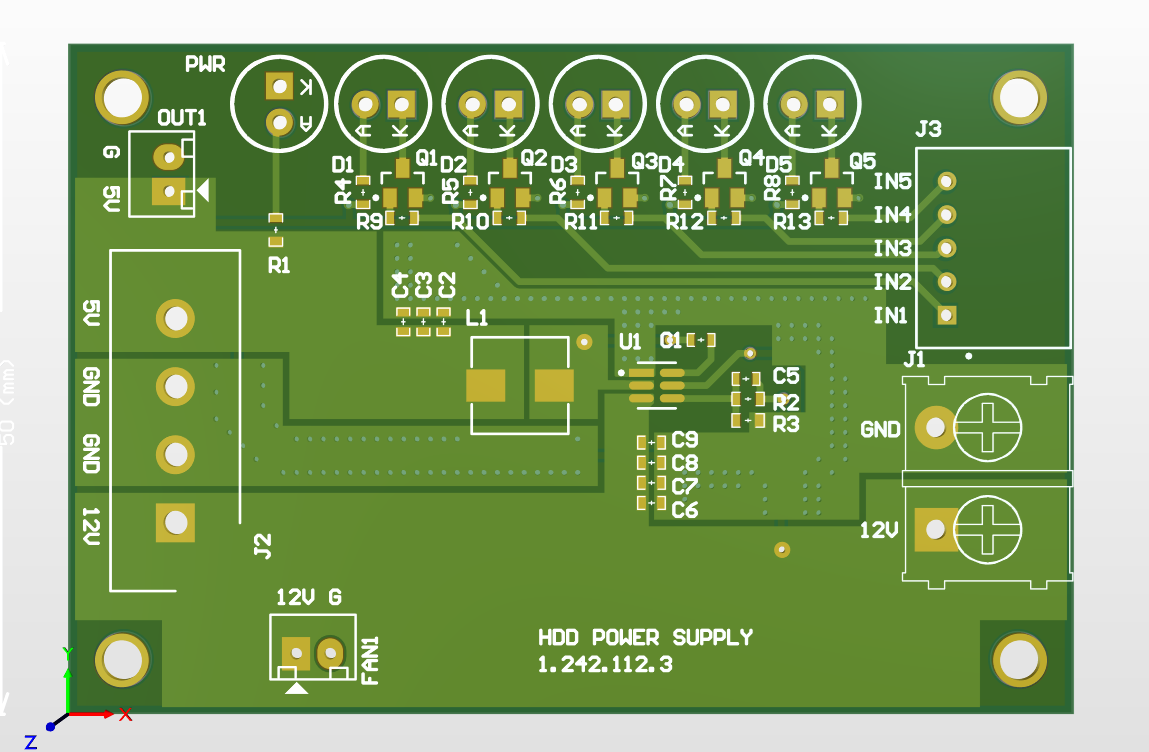 PWR
K
A
OUT1
G
5V
A K
A K
A K
A K
A K
D1 Q1 D2 Q2 D3 Q3 D4 Q4 D5 Q5
R4 R5 R6 R7 R8
R9 R10 R11 R12 R13
R1
J3
IN5
IN4
IN3
IN2
IN1
C4 C3 C2
L1
U1
C1
C5
R2
R3
C9
C8
C7
C6
J1
GND
12V
5V
GND
GND
12V
J2
12V G
FAN1
HDD POWER SUPPLY
1.242.112.3
50 (mm)
Y
X
Z